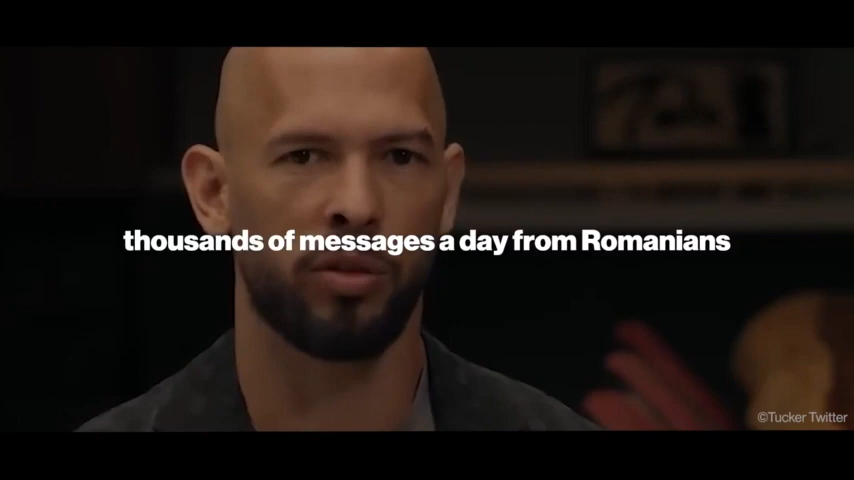 thousands of messages a day from Romanians
©Tucker Twitter